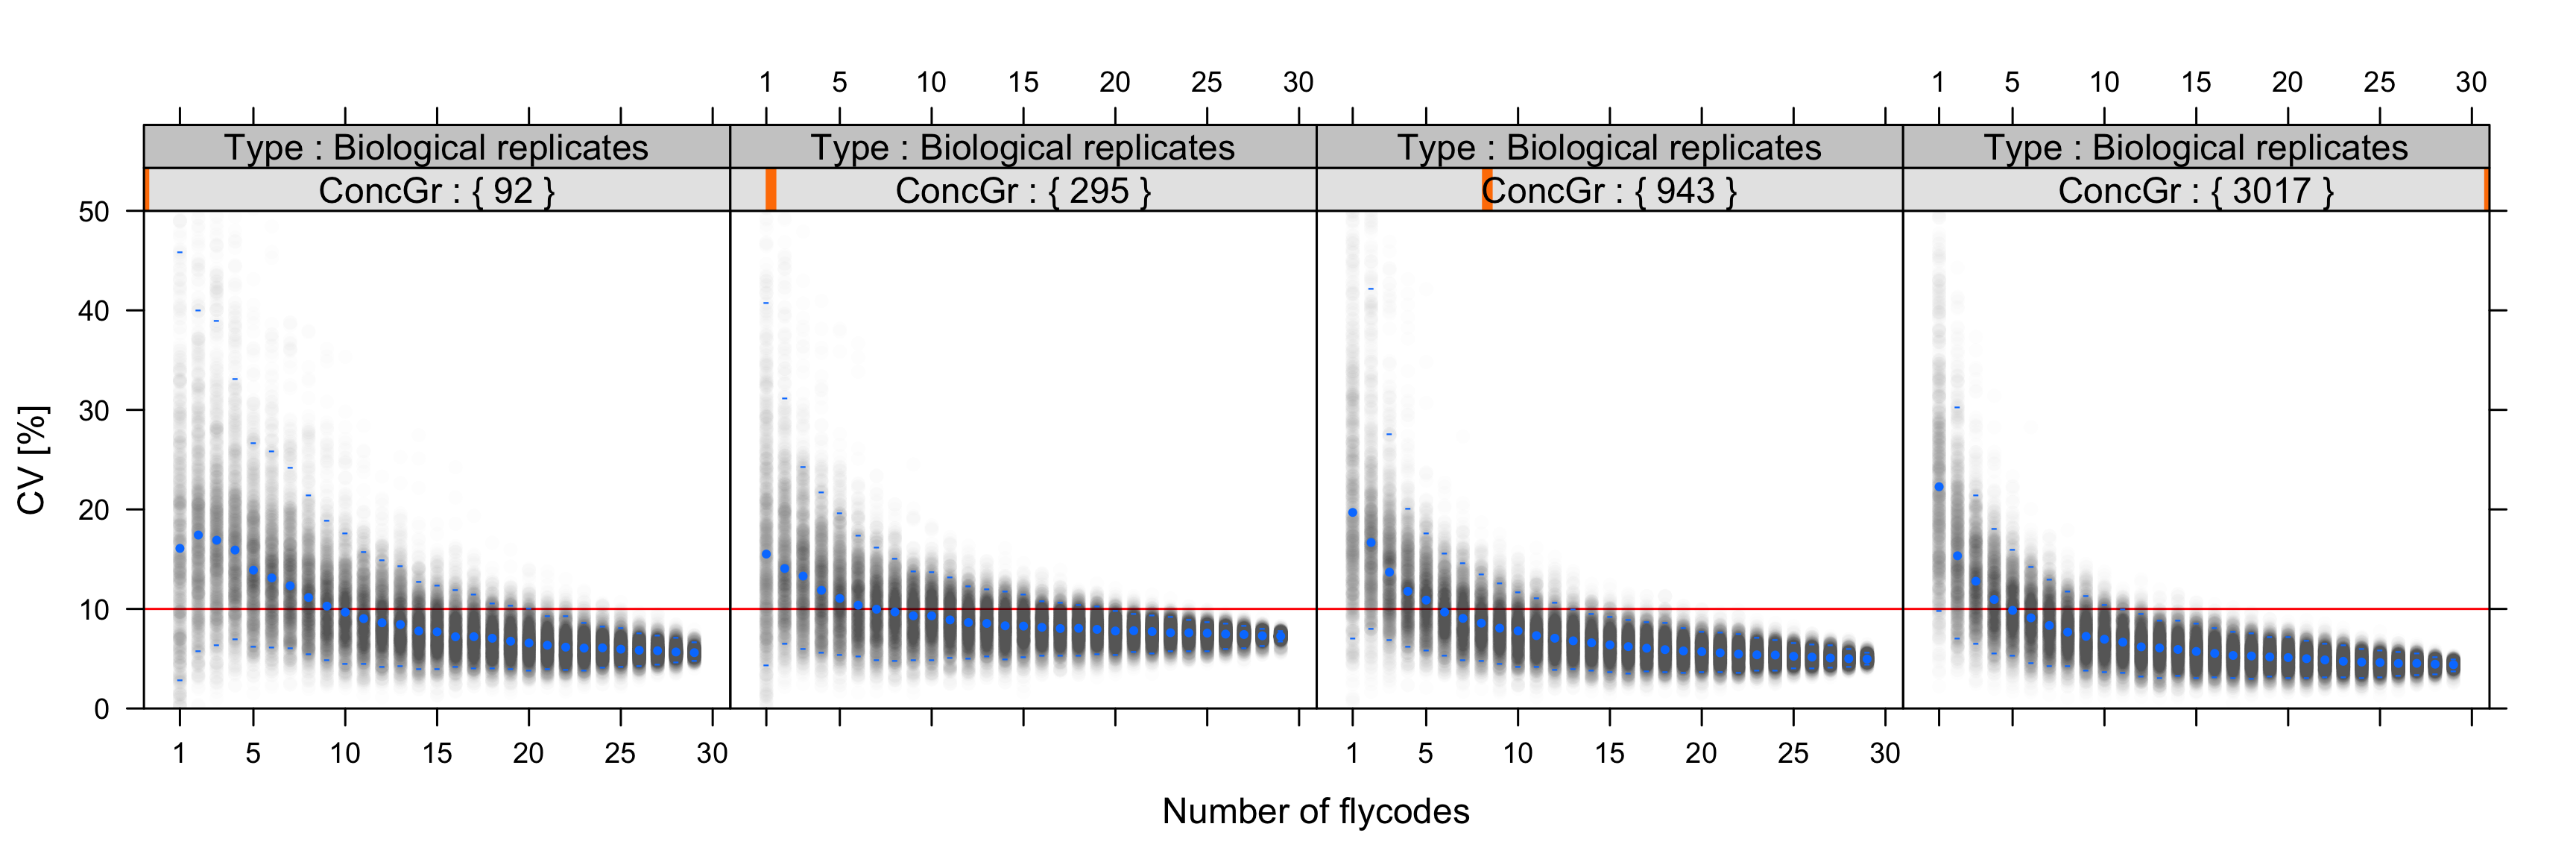 1 5 10 15 20 25 30 1 5 10 15 20 25 30
Type : Biological replicates Type : Biological replicates Type : Biological replicates Type : Biological replicates
ConcGr : { 92 } ConcGr : { 295 } ConcGr : { 943 } ConcGr : { 3017 }
50
40
30
20
10
0
CV [%]
1 5 10 15 20 25 30 1 5 10 15 20 25 30
Number of flycodes